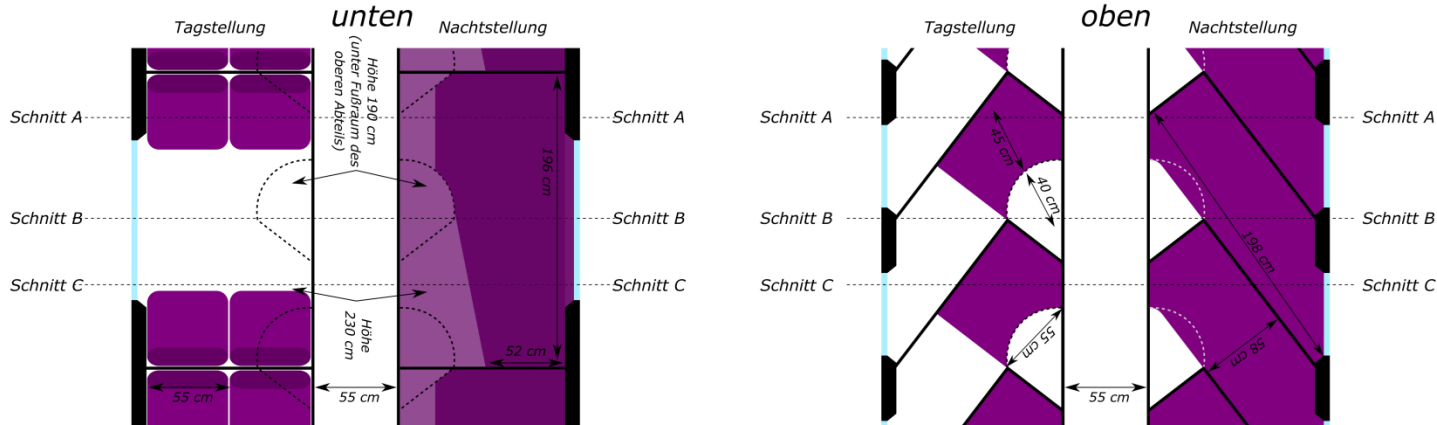 unten
Tagstellung
Nachtstellung
Höhe 190 cm
(unter Fußraum des
oberen Abteils)
Schnitt A
Schnitt A
196 cm
Schnitt B
Schnitt B
Schnitt C
Schnitt C
Höhe
230 cm
52 cm
55 cm
55 cm
oben
Tagstellung
Nachtstellung
Schnitt A
Schnitt A
45 cm
40 cm
Schnitt B
Schnitt B
198 cm
Schnitt C
Schnitt C
55 cm
58 cm
55 cm